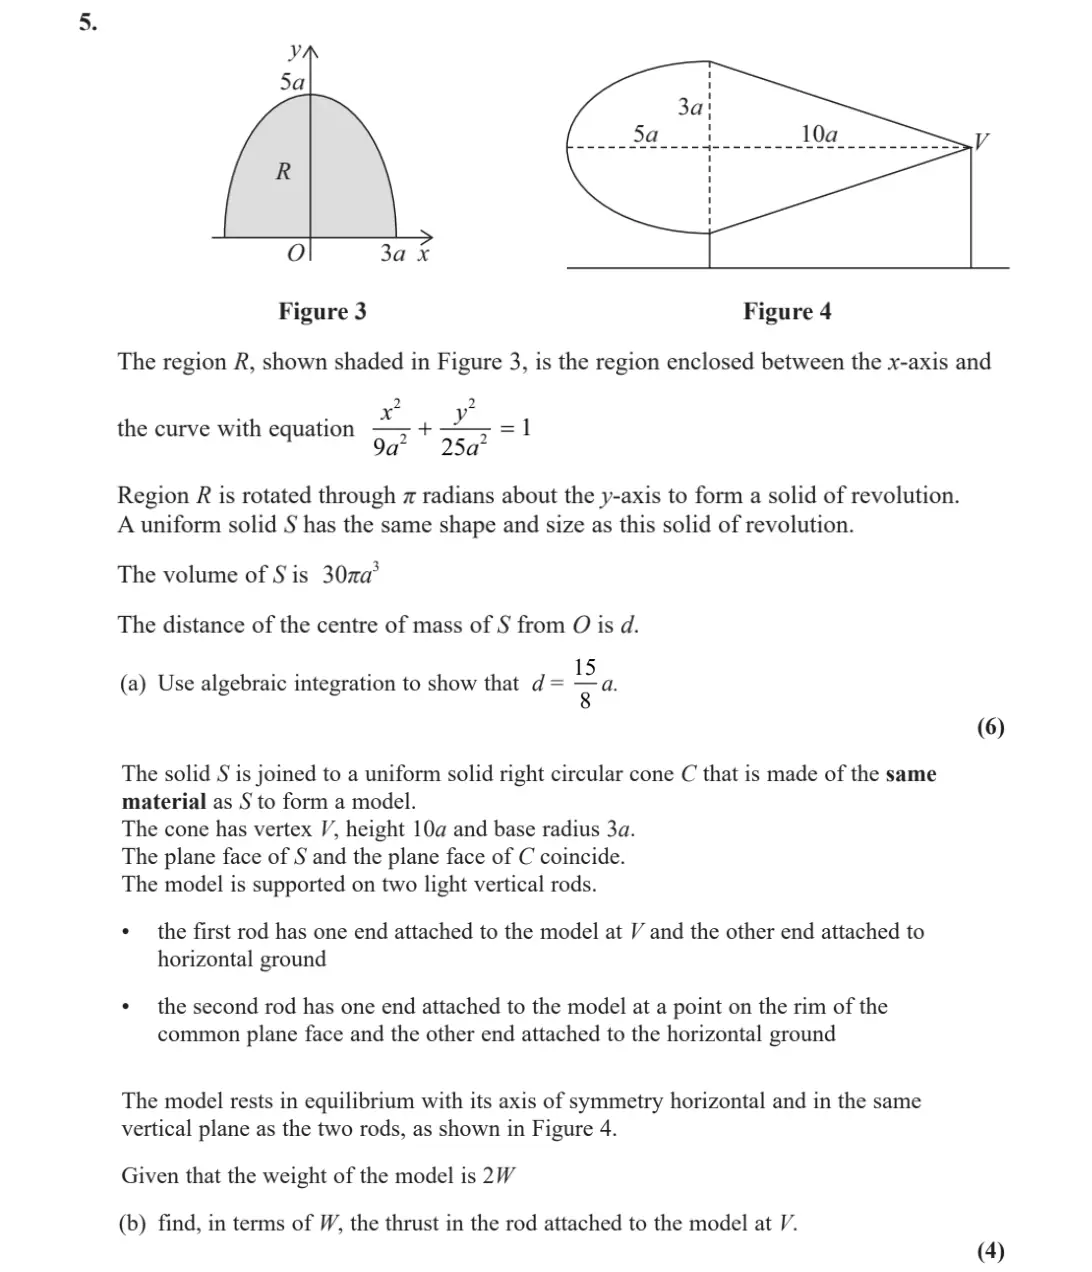 5.
y
5a
R
O
3a x
Figure 3
3a
5a
10a
V
Figure 4
The region R, shown shaded in Figure 3, is the region enclosed between the x-axis and
the curve with equation x²/9a² + y²/25a² = 1
Region R is rotated through π radians about the y-axis to form a solid of revolution.
A uniform solid S has the same shape and size as this solid of revolution.
The volume of S is 30πa³
The distance of the centre of mass of S from O is d.
(a) Use algebraic integration to show that d = 15/8 a.
(6)
The solid S is joined to a uniform solid right circular cone C that is made of the same
material as S to form a model.
The cone has vertex V, height 10a and base radius 3a.
The plane face of S and the plane face of C coincide.
The model is supported on two light vertical rods.
• the first rod has one end attached to the model at V and the other end attached to
horizontal ground
• the second rod has one end attached to the model at a point on the rim of the
common plane face and the other end attached to the horizontal ground
The model rests in equilibrium with its axis of symmetry horizontal and in the same
vertical plane as the two rods, as shown in Figure 4.
Given that the weight of the model is 2W
(b) find, in terms of W, the thrust in the rod attached to the model at V.
(4)